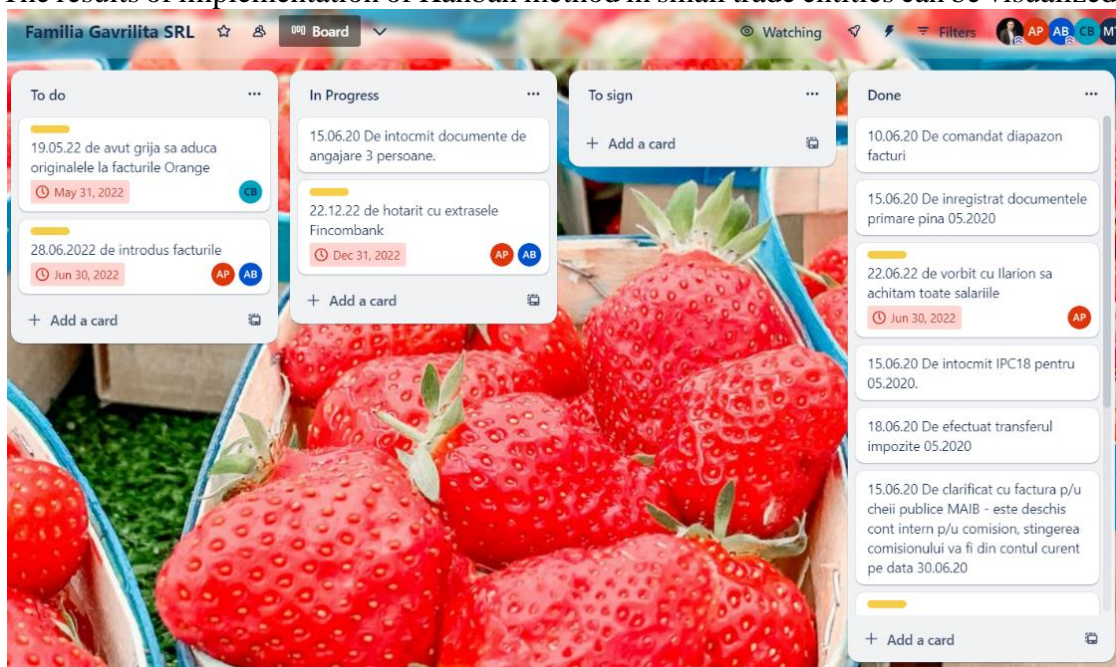 The results of implementation of Kanban method in small trade entities can be visualized
Familia Gavrilita SRL
Board
Watching
Filters
AP
AB
CB
To do
19.05.22 de avut grija sa aduca
originalele la facturile Orange
May 31, 2022
CB
28.06.2022 de introdus facturile
Jun 30, 2022
AP
AB
+ Add a card
In Progress
15.06.20 De intocmit documente de
angajare 3 persoane.
22.12.22 de hotarit cu extrasele
Fincombank
Dec 31, 2022
AP
AB
+ Add a card
To sign
+ Add a card
Done
10.06.20 De comandat diapazon
facturi
15.06.20 De inregistrat documentele
primare pina 05.2020
22.06.22 de vorbit cu Ilarion sa
achitam toate salariile
Jun 30, 2022
AP
15.06.20 De intocmit IPC18 pentru
05.2020.
18.06.20 De efectuat transferul
impozite 05.2020
15.06.20 De clarificat cu factura p/u
cheii publice MAIB - este deschis
cont intern p/u comision, stingerea
comisionului va fi din contul curent
pe data 30.06.20
+ Add a card